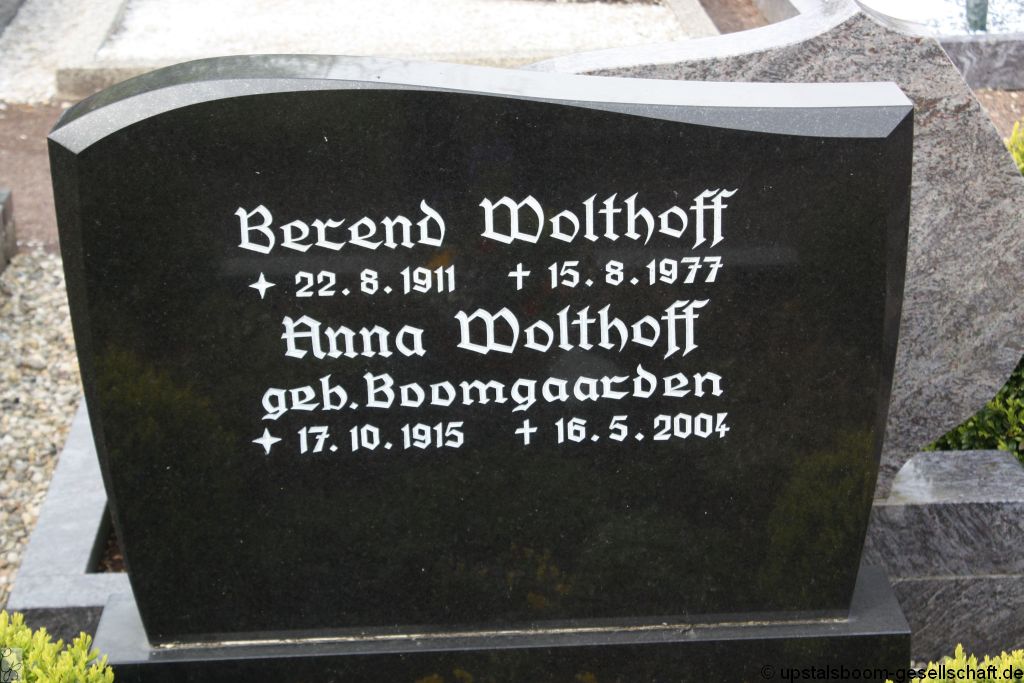 Berend Wolthoff
✦ 22.8.1911 † 15.8.1977
Anna Wolthoff
geb. Boomgaarden
✦ 17.10.1915 † 16.5.2004
© upstalsboom-gesellschaft.de